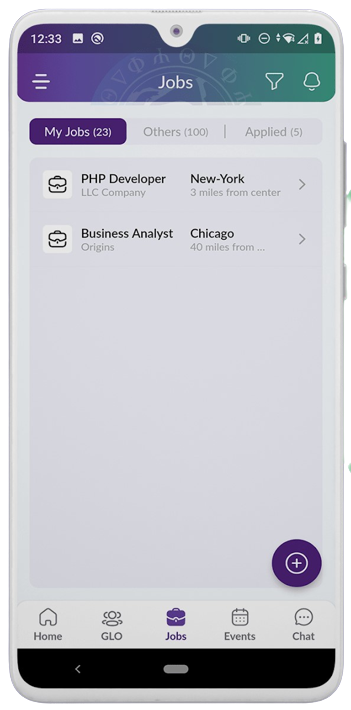 12:33
Jobs
My Jobs (23) Others (100) | Applied (5)
PHP Developer New-York
LLC Company 3 miles from center
Business Analyst Chicago
Origins 40 miles from ...
Home GLO Jobs Events Chat